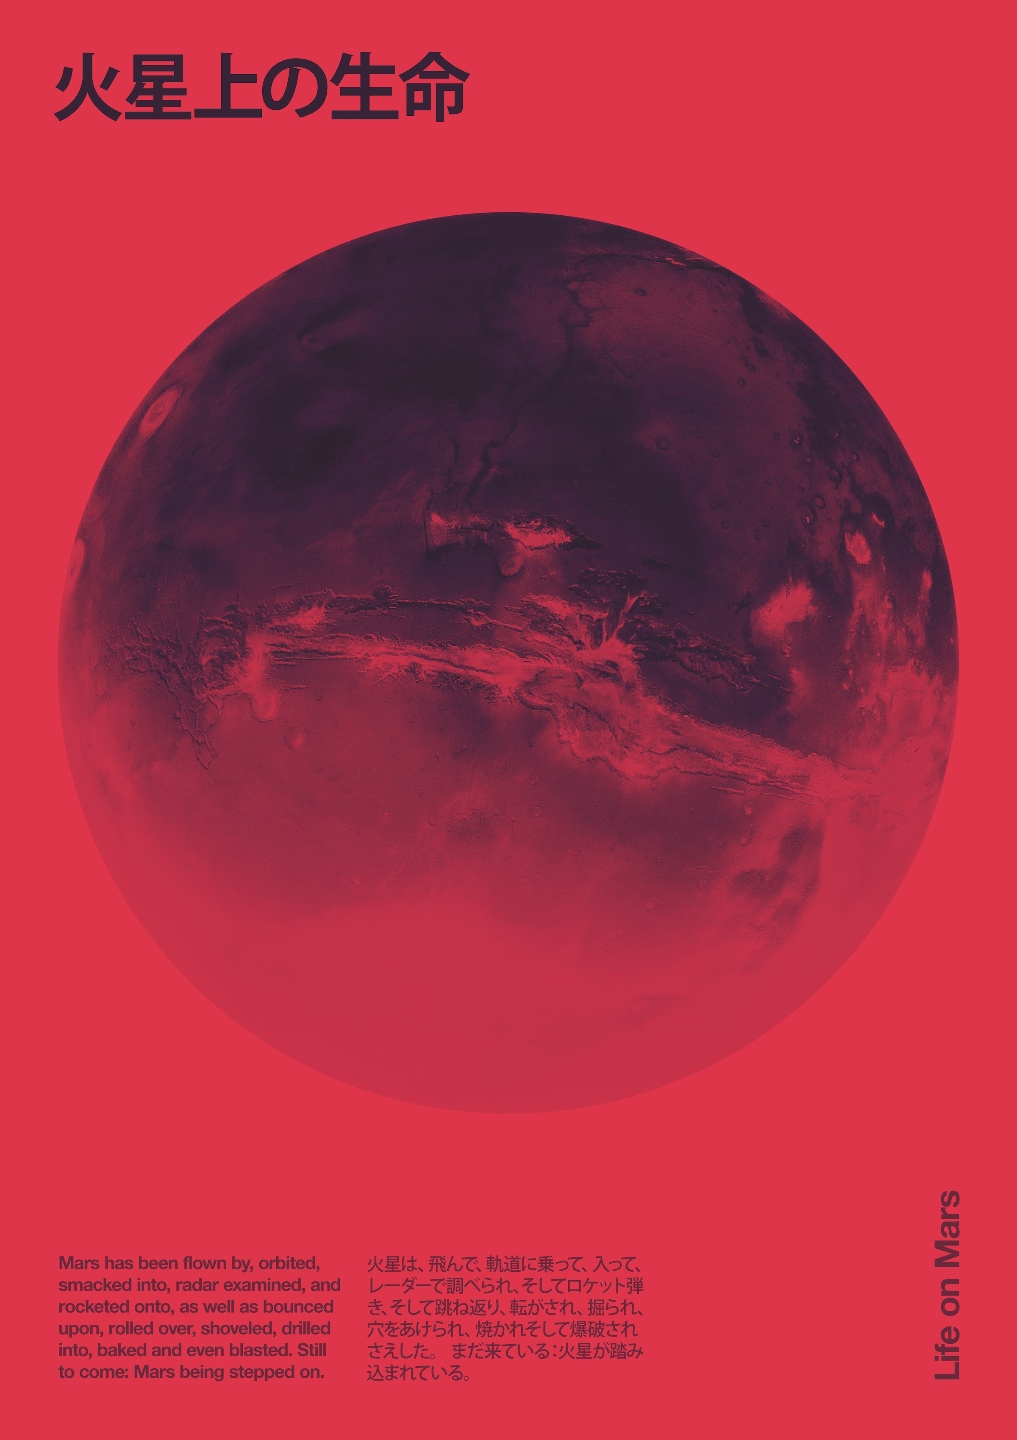 火星上の生命
Mars has been flown by, orbited,
smacked into, radar examined, and
rocketed onto, as well as bounced
upon, rolled over, shoveled, drilled
into, baked and even blasted. Still
to come: Mars being stepped on.
火星は、飛んで、軌道に乗って、入って、
レーダーで調べられ、そしてロケット弾
き、そして跳ね返り、転がされ、掘られ、
穴をあけられ、焼かれそして爆破され
さえした。 まだ来ている：火星が踏み
込まれている。
Life on Mars